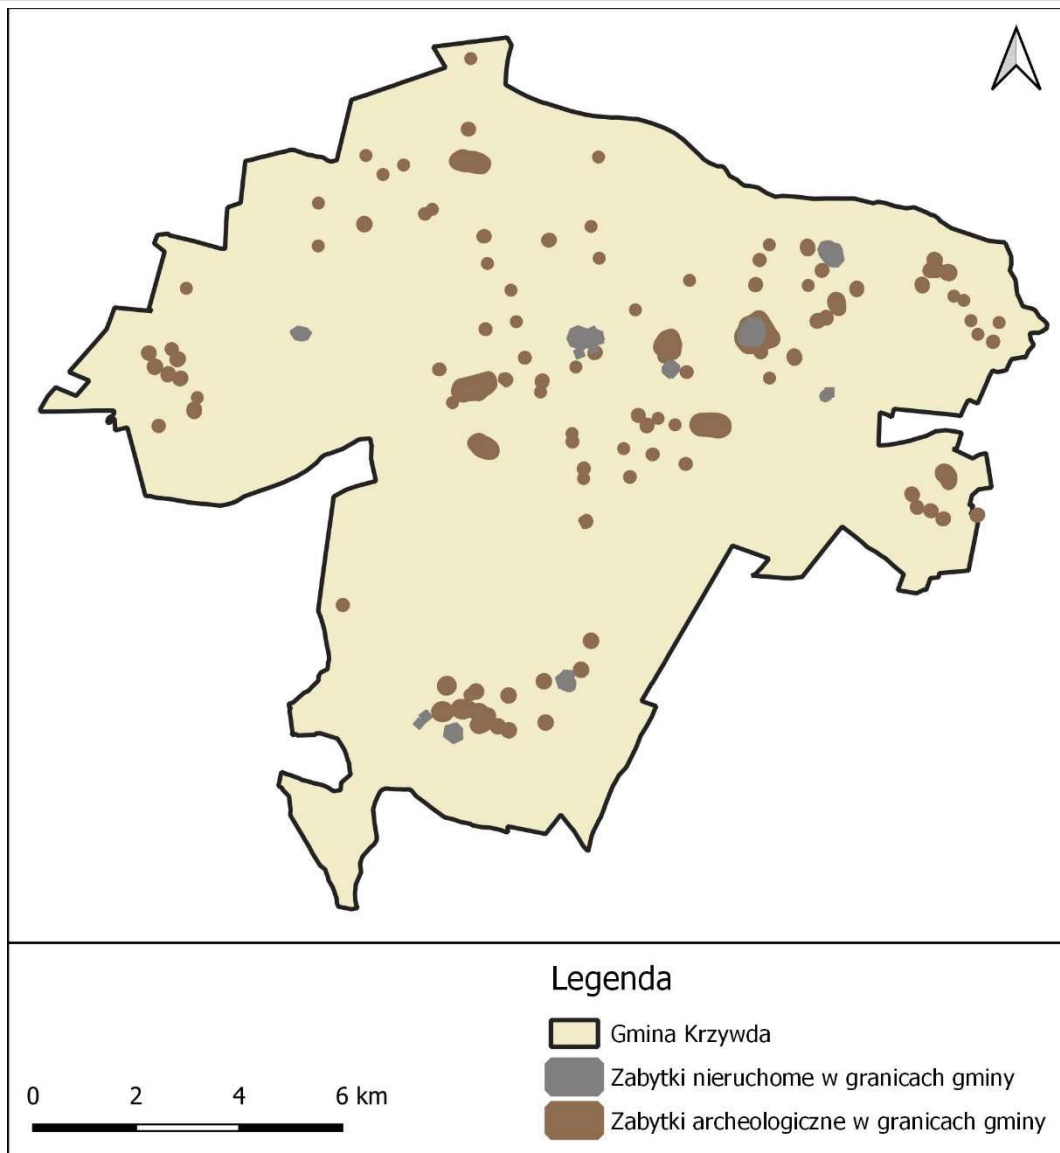 Legenda
Gmina Krzywda
Zabytki nieruchome w granicach gminy
Zabytki archeologiczne w granicach gminy
0 2 4 6 km